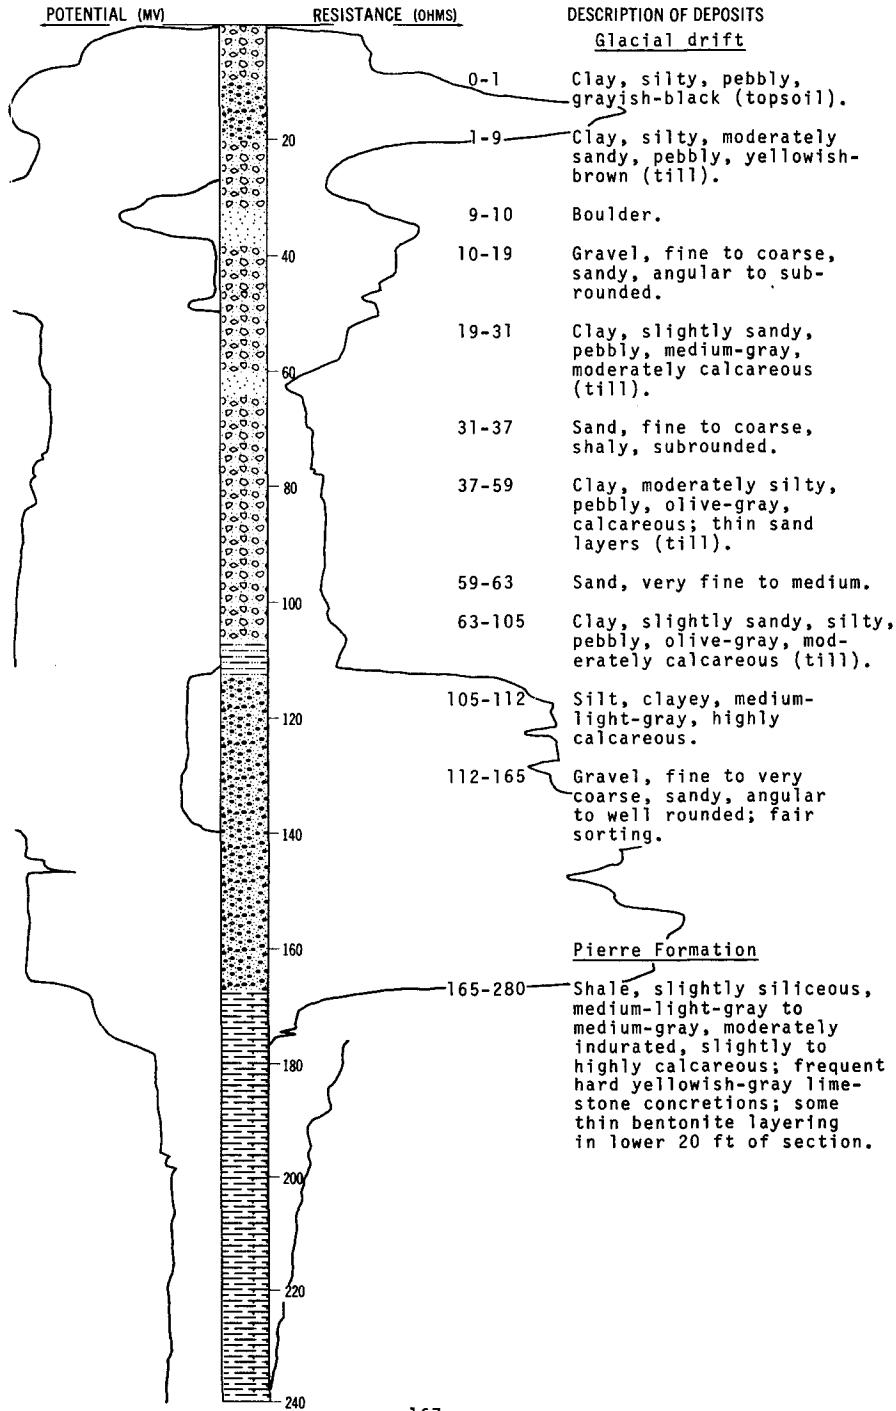 POTENTIAL (MV) RESISTANCE (OHMS) DESCRIPTION OF DEPOSITS
Glacial drift
0-1 Clay, silty, pebbly,
grayish-black (topsoil).
20
1-9 Clay, silty, moderately
sandy, pebbly, yellowish-
brown (till).
9-10 Boulder.
40
10-19 Gravel, fine to coarse,
sandy, angular to sub-
rounded.
19-31 Clay, slightly sandy,
pebbly, medium-gray,
moderately calcareous
(till).
60
31-37 Sand, fine to coarse,
shaly, subrounded.
80
37-59 Clay, moderately silty,
pebbly, olive-gray,
calcareous; thin sand
layers (till).
59-63 Sand, very fine to medium.
100
63-105 Clay, slightly sandy, silty,
pebbly, olive-gray, mod-
erately calcareous (till).
105-112 Silt, clayey, medium-
light-gray, highly
calcareous.
120
112-165 Gravel, fine to very
coarse, sandy, angular
to well rounded; fair
sorting.
140
160
Pierre Formation
165-280 Shale, slightly siliceous,
medium-light-gray to
medium-gray, moderately
indurated, slightly to
highly calcareous; frequent
hard yellowish-gray lime-
stone concretions; some
thin bentonite layering
in lower 20 ft of section.
180
200
220
240